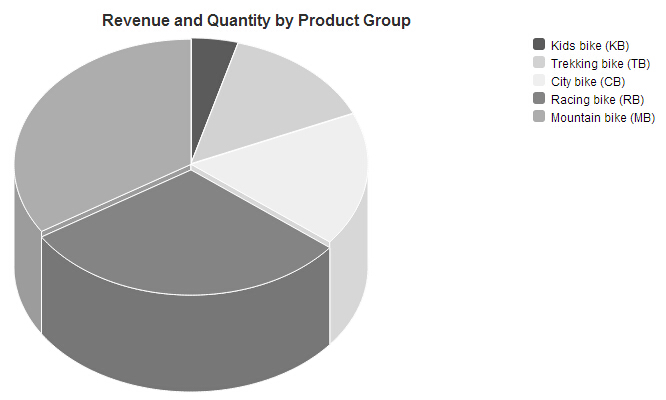 Revenue and Quantity by Product Group
Kids bike (KB)
Trekking bike (TB)
City bike (CB)
Racing bike (RB)
Mountain bike (MB)